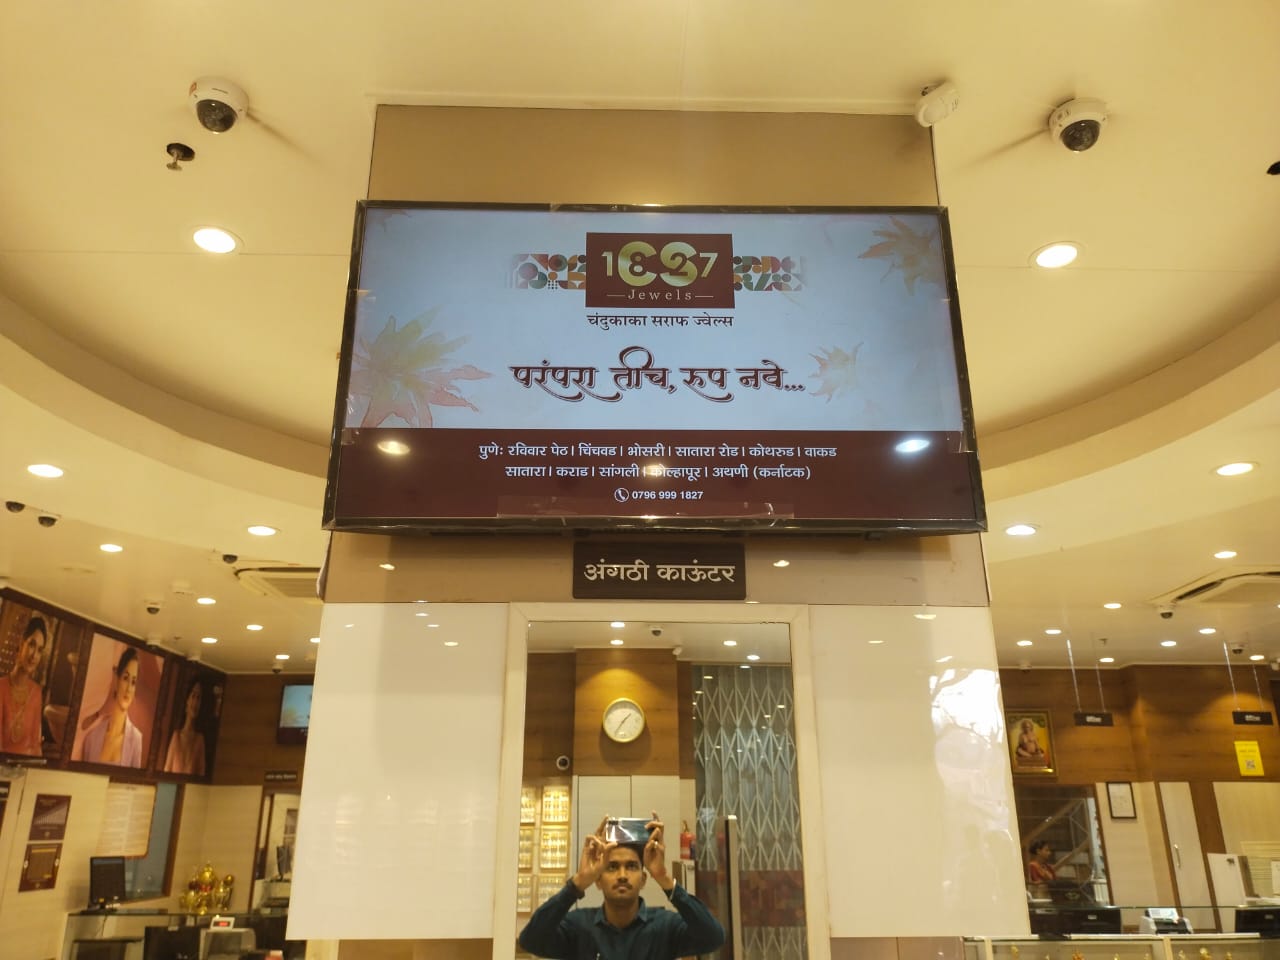 1827
CS
Jewels
चंदुकाका सराफ ज्वेल्स
परंपरा तीच, रुप नवे...
पुणे: रविवार पेठ। चिंचवड। भोसरी। सातारा रोड। कोथरुड। वाकड
सातारा। कराड। सांगली। कोल्हापूर। अथणी (कर्नाटक)
0796 999 1827
अंगठी काऊंटर